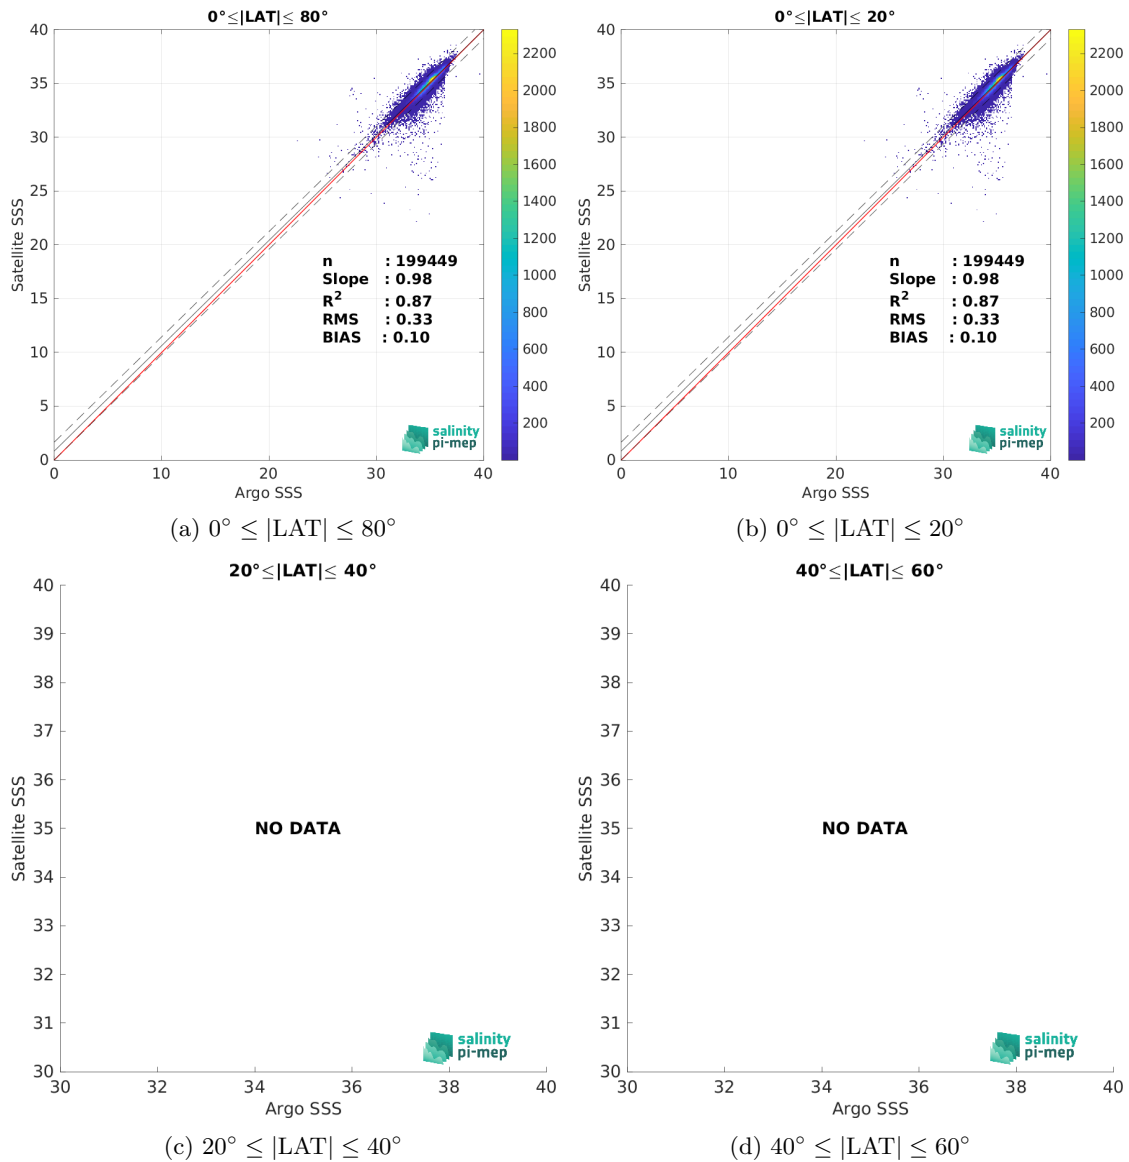 0°≤|LAT|≤ 80°
40
35
30
25
20
15
10
5
0
0
10
20
30
40
Satellite SSS
Argo SSS
n : 199449
Slope : 0.98
R² : 0.87
RMS : 0.33
BIAS : 0.10
salinity
pi-mep
2200
2000
1800
1600
1400
1200
1000
800
600
400
200
(a) 0° ≤ |LAT| ≤ 80°
0°≤|LAT|≤ 20°
40
35
30
25
20
15
10
5
0
0
10
20
30
40
Satellite SSS
Argo SSS
n : 199449
Slope : 0.98
R² : 0.87
RMS : 0.33
BIAS : 0.10
salinity
pi-mep
2200
2000
1800
1600
1400
1200
1000
800
600
400
200
(b) 0° ≤ |LAT| ≤ 20°
20°≤|LAT|≤ 40°
40
39
38
37
36
35
34
33
32
31
30
30
32
34
36
38
40
Satellite SSS
Argo SSS
NO DATA
salinity
pi-mep
(c) 20° ≤ |LAT| ≤ 40°
40°≤|LAT|≤ 60°
40
39
38
37
36
35
34
33
32
31
30
30
32
34
36
38
40
Satellite SSS
Argo SSS
NO DATA
salinity
pi-mep
(d) 40° ≤ |LAT| ≤ 60°